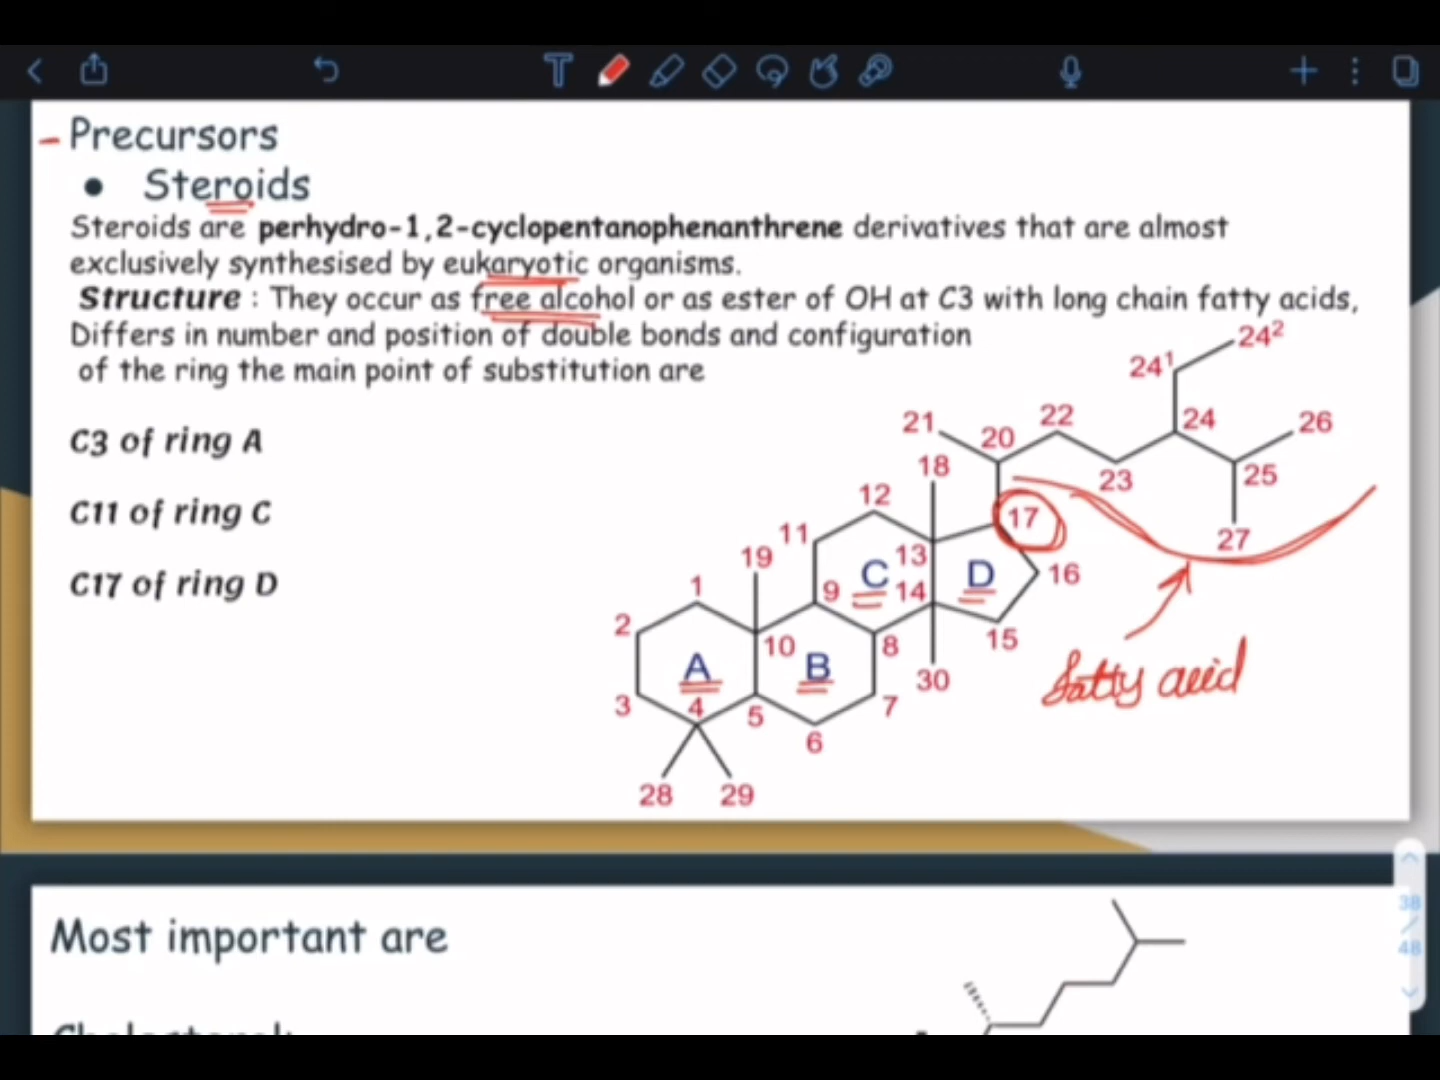 Precursors
● Steroids
Steroids are perhydro-1,2-cyclopentanophenanthrene derivatives that are almost
exclusively synthesised by eukaryotic organisms.
Structure : They occur as free alcohol or as ester of OH at C3 with long chain fatty acids,
Differs in number and position of double bonds and configuration
of the ring the main point of substitution are
C3 of ring A
C11 of ring C
C17 of ring D
24²
24¹
21
20
22
24
26
18
23
25
12
17
27
11
19
13
C
D
16
1
9
14
2
10
8
15
A
B
30
fatty acid
3
4
5
7
6
28
29
38
/
48
Most important are